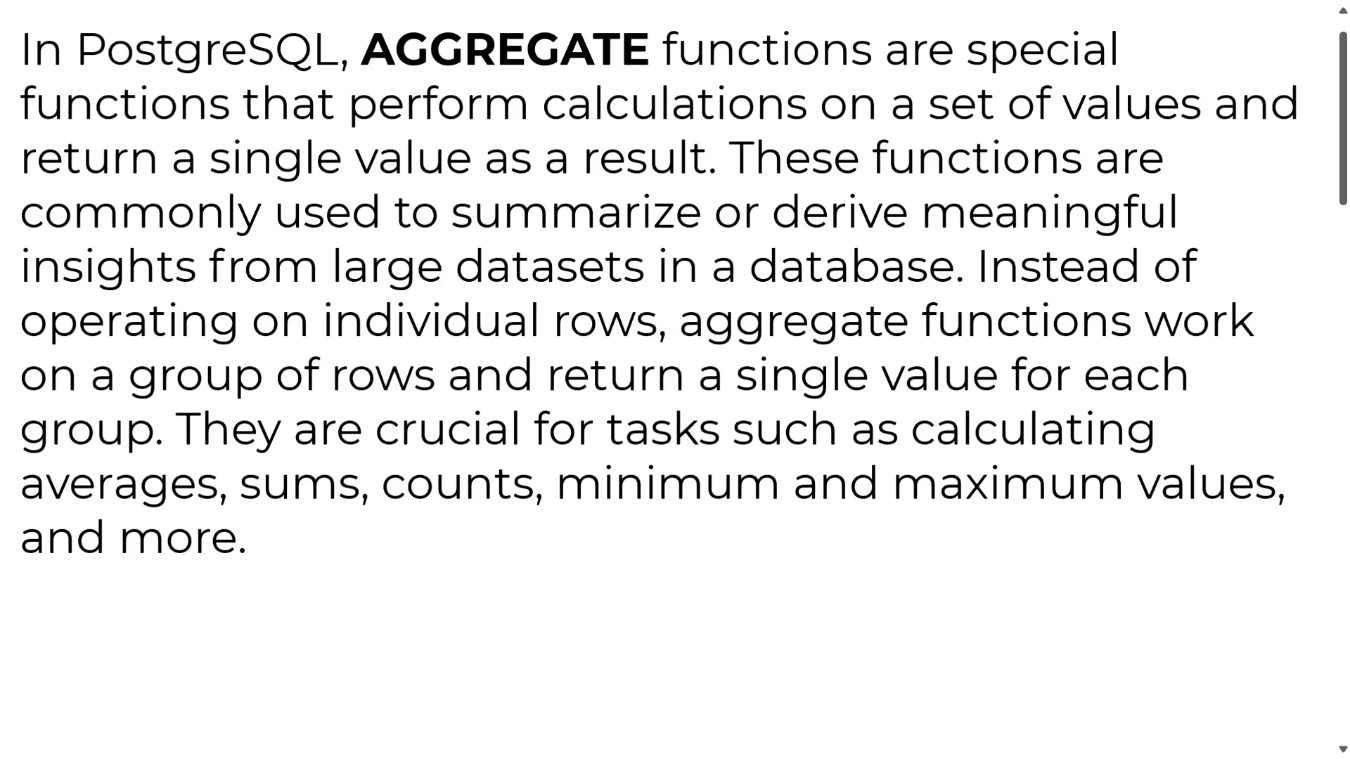 In PostgreSQL, AGGREGATE functions are special
functions that perform calculations on a set of values and
return a single value as a result. These functions are
commonly used to summarize or derive meaningful
insights from large datasets in a database. Instead of
operating on individual rows, aggregate functions work
on a group of rows and return a single value for each
group. They are crucial for tasks such as calculating
averages, sums, counts, minimum and maximum values,
and more.